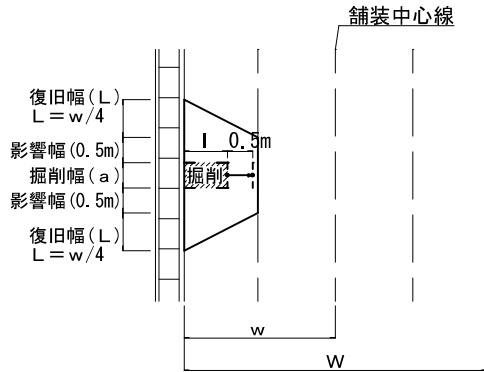 舗装中心線
復旧幅(L)
L=w/4
影響幅(0.5m)
掘削幅(a)
影響幅(0.5m)
復旧幅(L)
L=w/4
l 0.5m
掘削
w
W